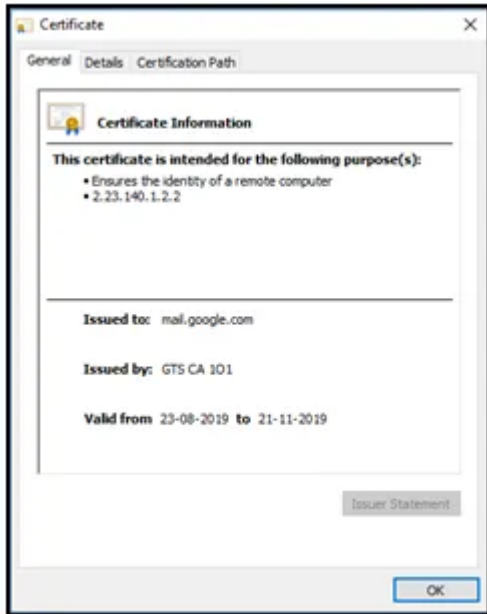 Certificate
General Details Certification Path
Certificate Information
This certificate is intended for the following purpose(s):
• Ensures the identity of a remote computer
• 2.23.140.1.2.2
Issued to: mail.google.com
Issued by: GTS CA 1O1
Valid from 23-08-2019 to 21-11-2019
Issuer Statement
OK